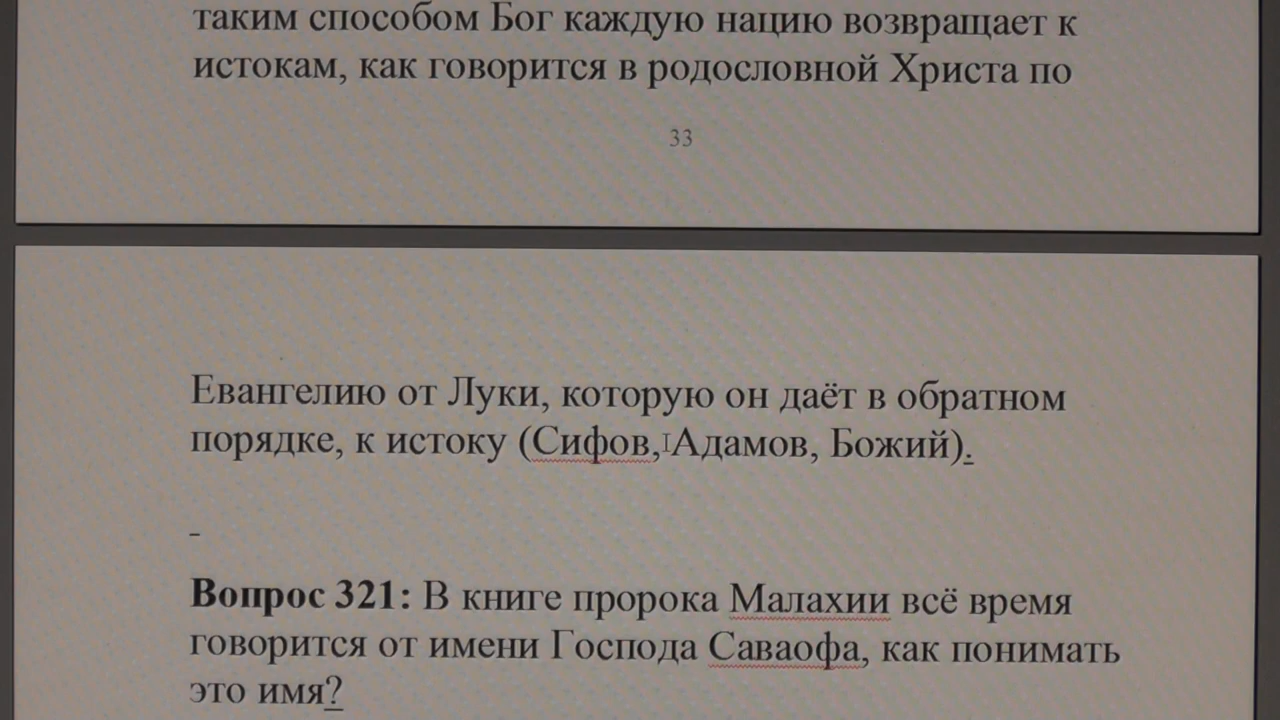 таким способом Бог каждую нацию возвращает к
истокам, как говорится в родословной Христа по
33
Евангелию от Луки, которую он даёт в обратном
порядке, к истоку (Сифов, Адамов, Божий).
-
Вопрос 321: В книге пророка Малахии всё время
говорится от имени Господа Саваофа, как понимать
это имя?